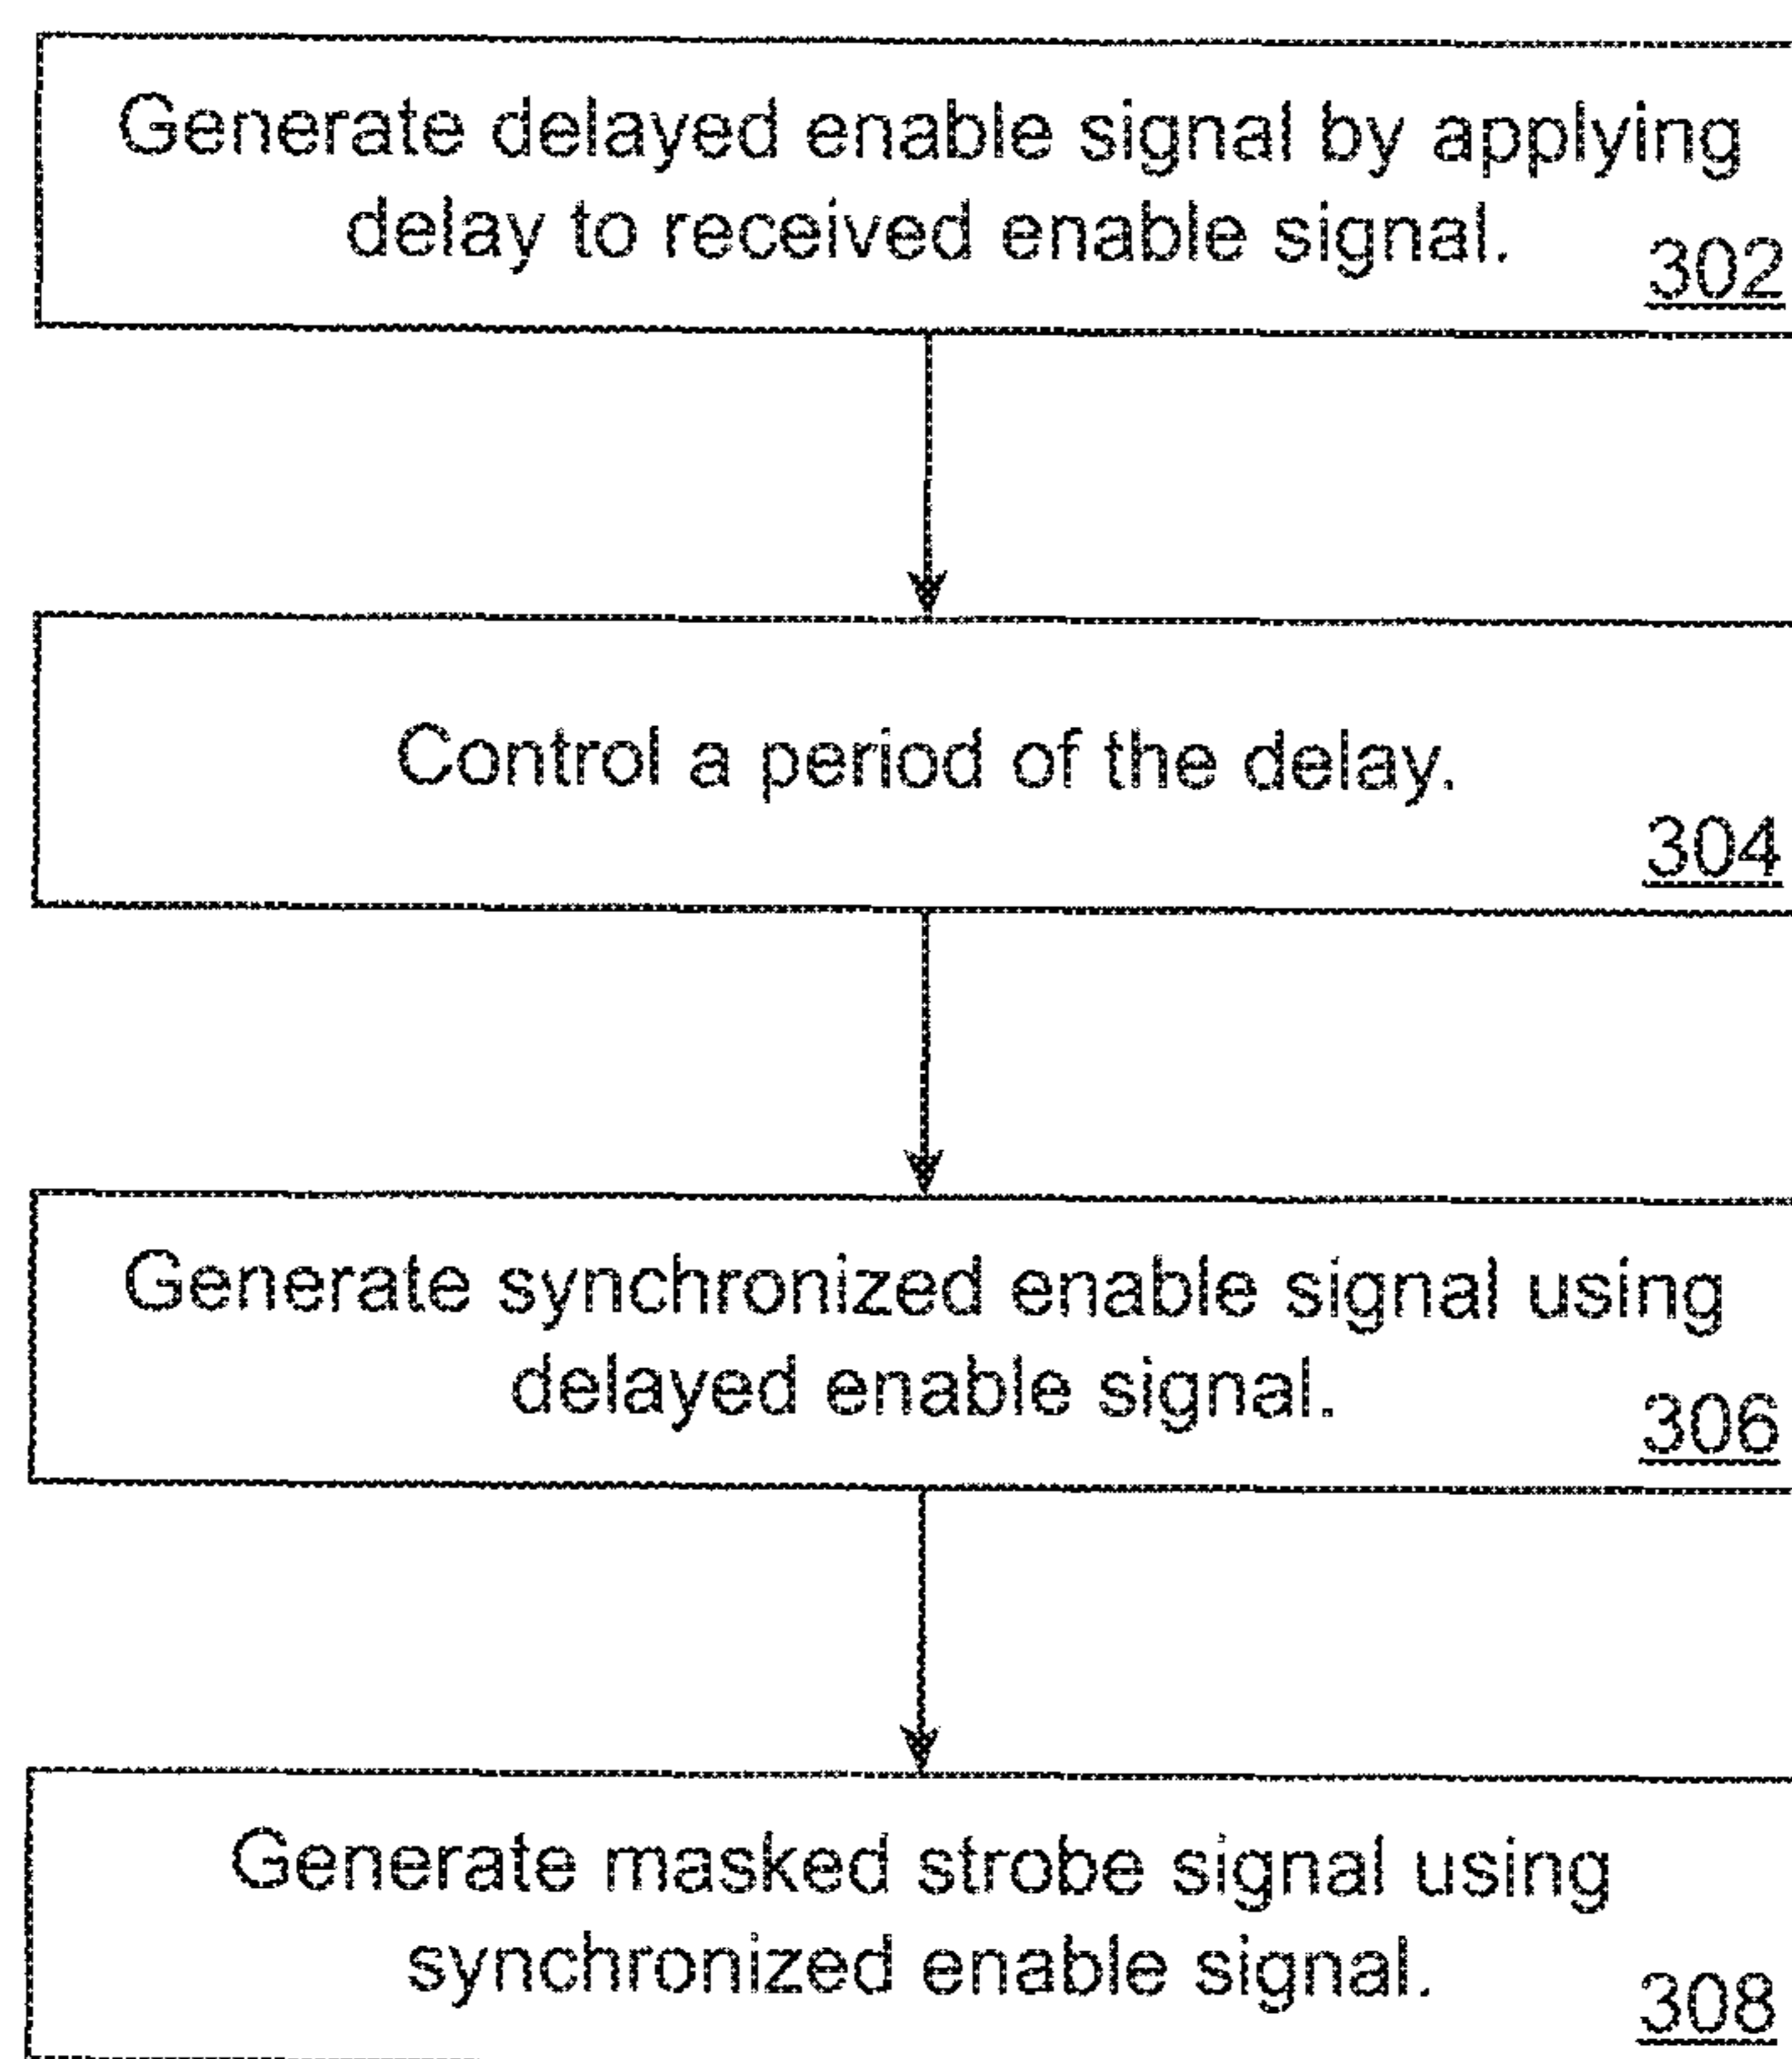 Generate delayed enable signal by applying
delay to received enable signal.
302
Control a period of the delay.
304
Generate synchronized enable signal using
delayed enable signal.
306
Generate masked strobe signal using
synchronized enable signal.
308